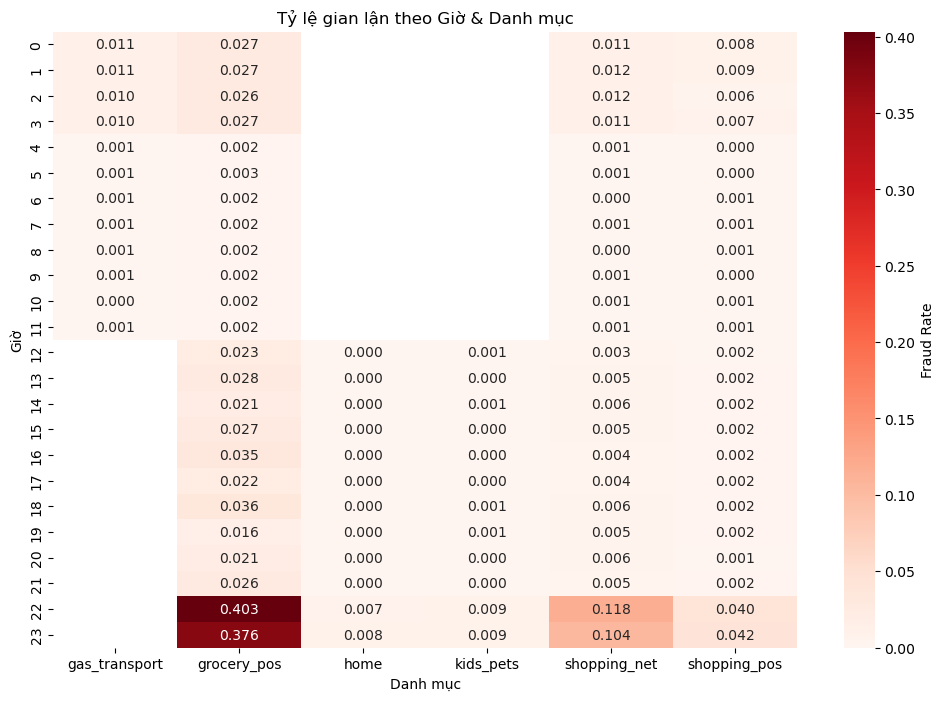 Tỷ lệ gian lận theo Giờ & Danh mục
0 0.011 0.027 0.011 0.008
1 0.011 0.027 0.012 0.009
2 0.010 0.026 0.012 0.006
3 0.010 0.027 0.011 0.007
4 0.001 0.002 0.001 0.000
5 0.001 0.003 0.001 0.000
6 0.001 0.002 0.000 0.001
7 0.001 0.002 0.001 0.001
8 0.001 0.002 0.000 0.001
9 0.001 0.002 0.001 0.000
10 0.000 0.002 0.001 0.001
11 0.001 0.002 0.001 0.001
12 0.023 0.000 0.001 0.003 0.002
13 0.028 0.000 0.000 0.005 0.002
14 0.021 0.000 0.001 0.006 0.002
15 0.027 0.000 0.000 0.005 0.002
16 0.035 0.000 0.000 0.004 0.002
17 0.022 0.000 0.000 0.004 0.002
18 0.036 0.000 0.001 0.006 0.002
19 0.016 0.000 0.001 0.005 0.002
20 0.021 0.000 0.000 0.006 0.001
21 0.026 0.000 0.000 0.005 0.002
22 0.403 0.007 0.009 0.118 0.040
23 0.376 0.008 0.009 0.104 0.042
Giờ
gas_transport grocery_pos home kids_pets shopping_net shopping_pos
Danh mục
0.40
0.35
0.30
0.25
0.20
0.15
0.10
0.05
0.00
Fraud Rate